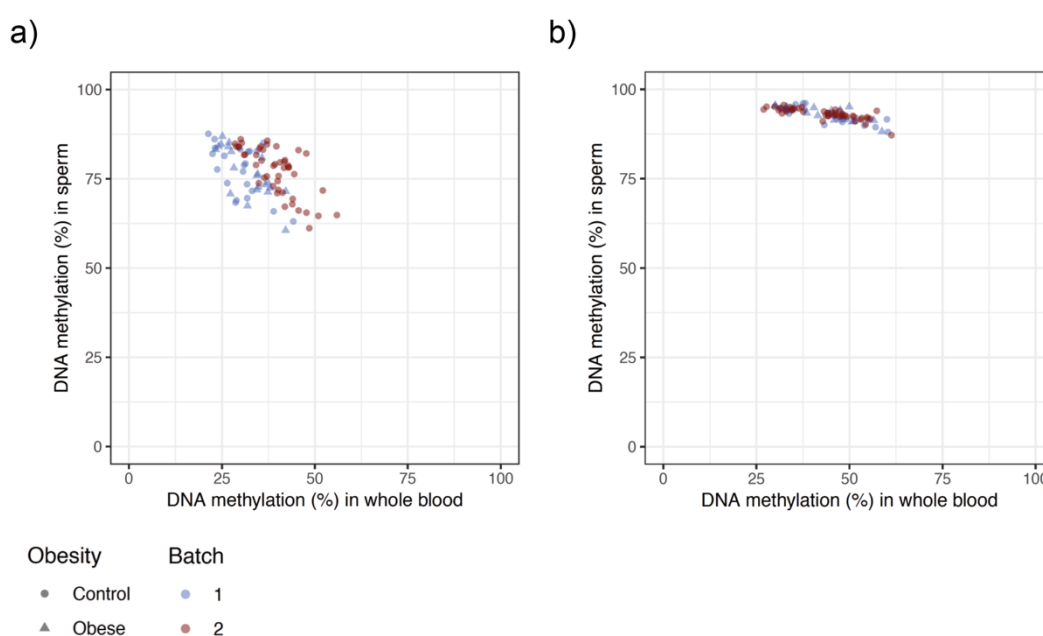 a)
b)
100
75
50
25
0
DNA methylation (%) in sperm
0 25 50 75 100
DNA methylation (%) in whole blood
100
75
50
25
0
DNA methylation (%) in sperm
0 25 50 75 100
DNA methylation (%) in whole blood
Obesity Batch
Control 1
Obese 2